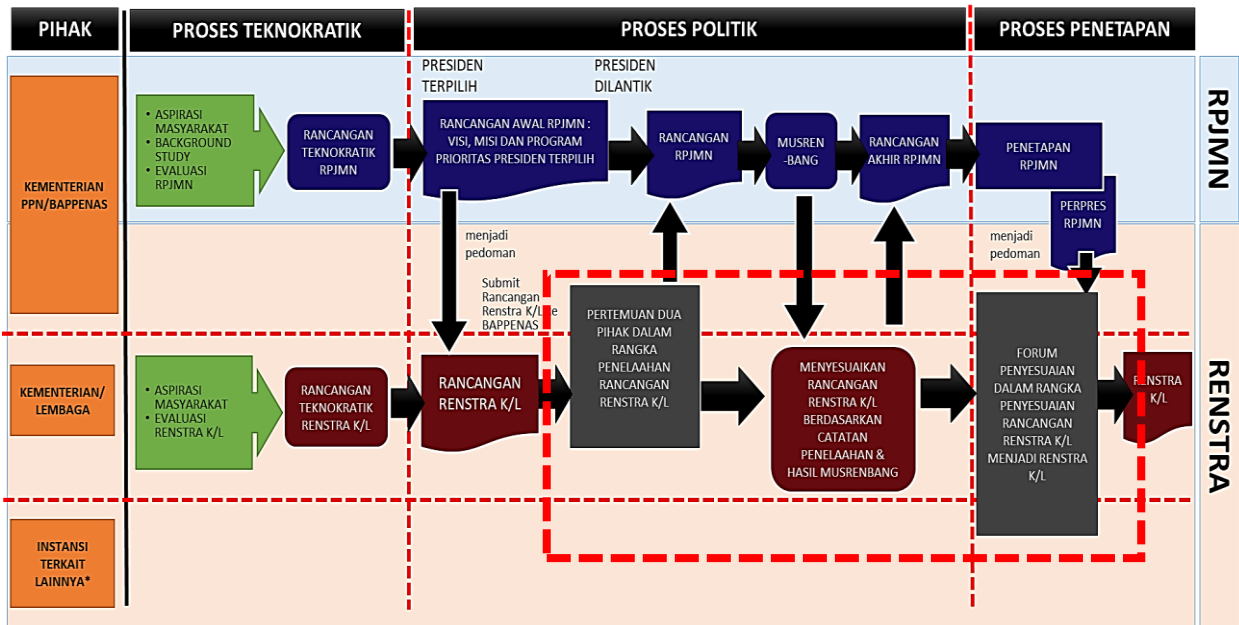 PIHAK
PROSES TEKNOKRATIK
PROSES POLITIK
PROSES PENETAPAN
PRESIDEN
TERPILIH
PRESIDEN
DILANTIK
RPJMN
KEMENTERIAN
PPN/BAPPENAS
• ASPIRASI
MASYARAKAT
• BACKGROUND
STUDY
• EVALUASI
RPJMN
RANCANGAN
TEKNOKRATIK
RPJMN
RANCANGAN AWAL RPJMN :
VISI, MISI DAN PROGRAM
PRIORITAS PRESIDEN TERPILIH
RANCANGAN
RPJMN
MUSREN
-BANG
RANCANGAN
AKHIR RPJMN
PENETAPAN
RPJMN
PERPRES
RPJMN
menjadi
pedoman
menjadi
pedoman
Submit
Rancangan
Renstra K/L
BAPPENAS
PERTEMUAN DUA
PIHAK DALAM
RANGKA
PENELAAHAN
RANCANGAN
RENSTRA K/L
KEMENTERIAN/
LEMBAGA
• ASPIRASI
MASYARAKAT
• EVALUASI
RENSTRA K/L
RANCANGAN
TEKNOKRATIK
RENSTRA K/L
RANCANGAN
RENSTRA K/L
MENYESUAIKAN
RANCANGAN
RENSTRA K/L
BERDASARKAN
CATATAN
PENELAAHAN &
HASIL MUSRENBANG
FORUM
PENYESUAIAN
DALAM RANGKA
PENYESUAIAN
RANCANGAN
RENSTRA K/L
MENJADI RENSTRA
K/L
RENSTRA
K/L
RENSTRA
INSTANSI
TERKAIT
LAINNYA*